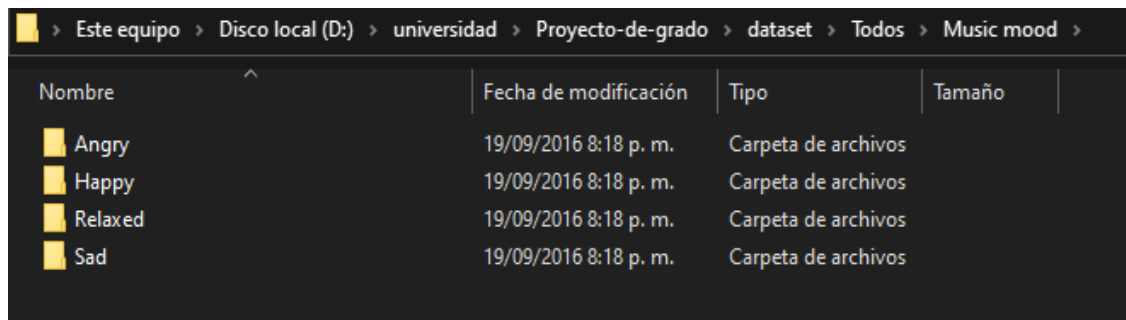 Este equipo > Disco local (D:) > universidad > Proyecto-de-grado > dataset > Todos > Music mood >
Nombre Fecha de modificación Tipo Tamaño
Angry 19/09/2016 8:18 p. m. Carpeta de archivos
Happy 19/09/2016 8:18 p. m. Carpeta de archivos
Relaxed 19/09/2016 8:18 p. m. Carpeta de archivos
Sad 19/09/2016 8:18 p. m. Carpeta de archivos